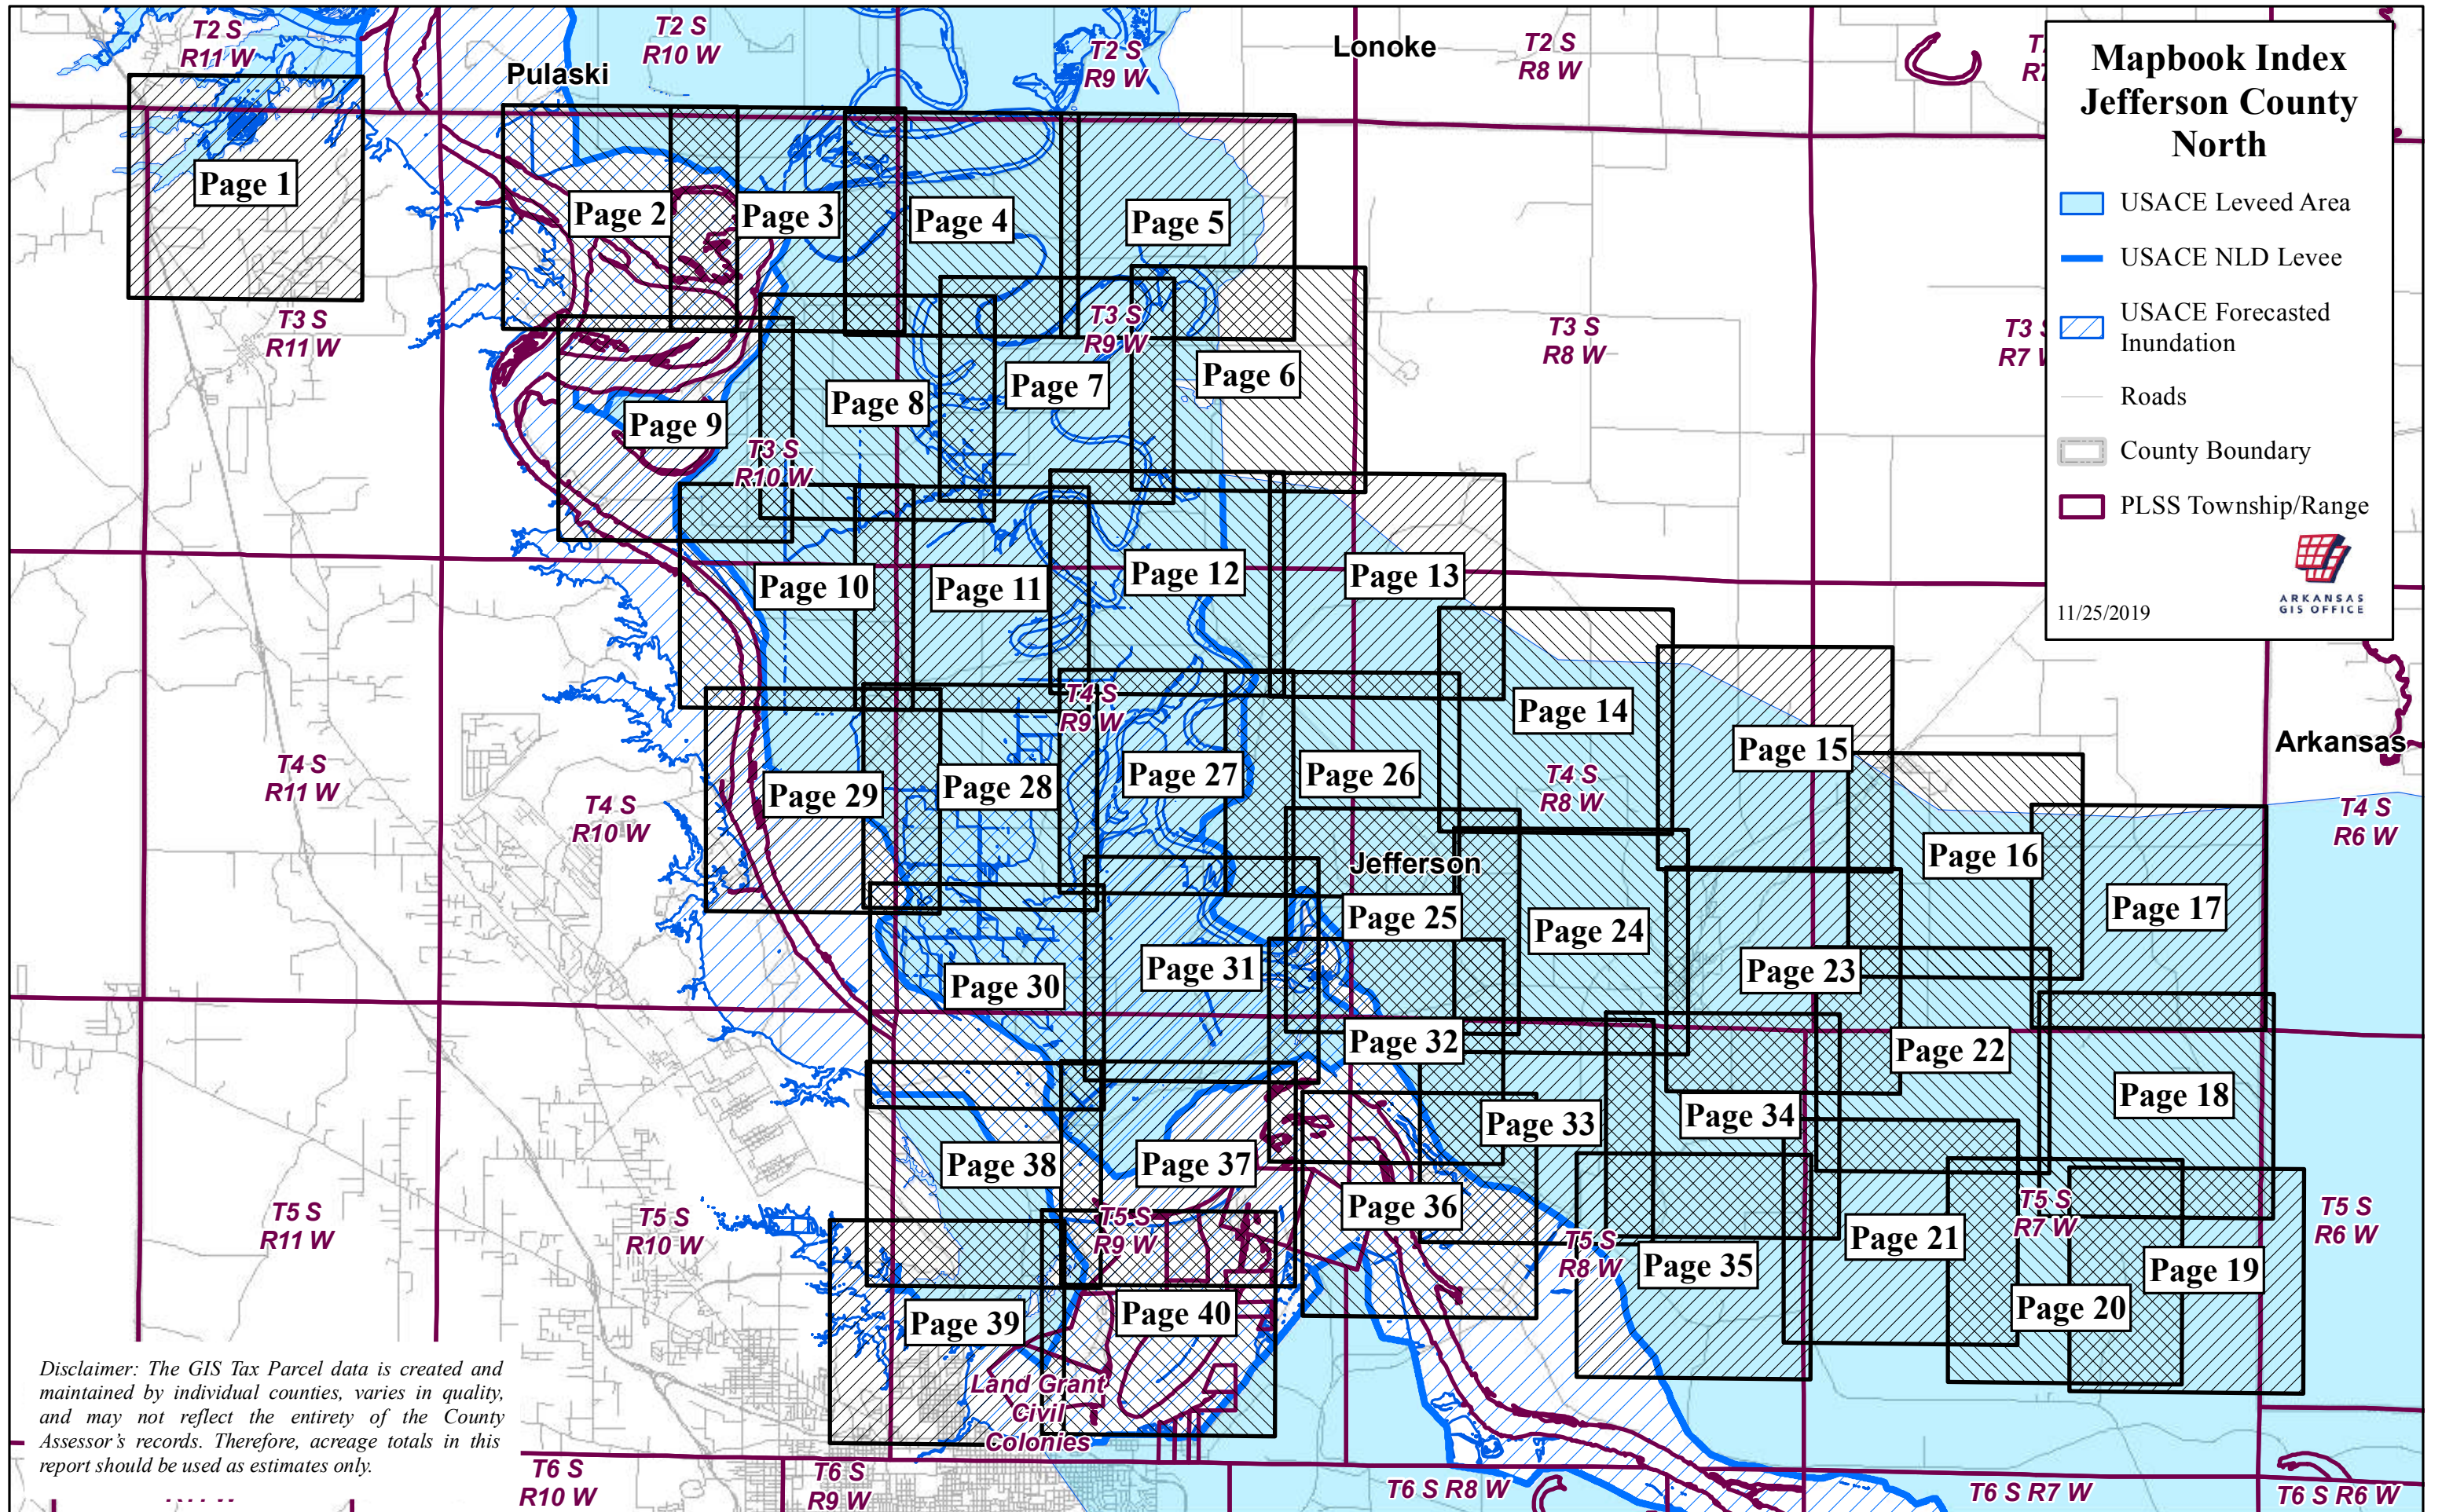 T2 S
R11 W
T2 S
R10 W
Pulaski
T2 S
R9 W
Lonoke
T2 S
R8 W
Mapbook Index
Jefferson County
North
USACE Leveed Area
USACE NLD Levee
USACE Forecasted
Inundation
Roads
County Boundary
PLSS Township/Range
ARKANSAS
GIS OFFICE
11/25/2019
Page 1
Page 2
Page 3
Page 4
Page 5
T3 S
R11 W
T3 S
R9 W
T3 S
R8 W
T3 S
R7 W
Page 6
Page 7
Page 8
Page 9
T3 S
R10 W
Page 10
Page 11
Page 12
Page 13
T4 S
R9 W
Page 14
Page 15
Arkansas
T4 S
R11 W
T4 S
R10 W
Page 29
Page 28
Page 27
Page 26
T4 S
R8 W
T4 S
R6 W
Jefferson
Page 16
Page 17
Page 25
Page 24
Page 23
Page 30
Page 31
Page 32
Page 22
Page 18
Page 33
Page 34
Page 38
Page 37
Page 36
T5 S
R11 W
T5 S
R10 W
T5 S
R9 W
T5 S
R8 W
T5 S
R7 W
T5 S
R6 W
Page 35
Page 21
Page 19
Page 20
Page 39
Page 40
Land Grant
Civil
Colonies
Disclaimer: The GIS Tax Parcel data is created and
maintained by individual counties, varies in quality,
and may not reflect the entirety of the County
Assessor's records. Therefore, acreage totals in this
report should be used as estimates only.
T6 S
R10 W
T6 S
R9 W
T6 S R8 W
T6 S R7 W
T6 S R6 W